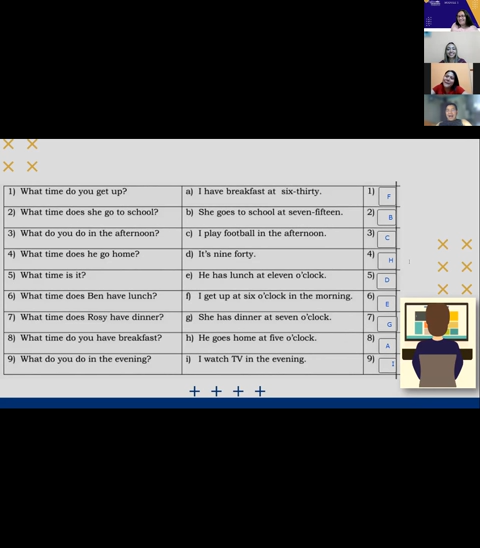 1) What time do you get up? a) I have breakfast at six-thirty. 1) F
2) What time does she go to school? b) She goes to school at seven-fifteen. 2) B
3) What do you do in the afternoon? c) I play football in the afternoon. 3) C
4) What time does he go home? d) It's nine forty. 4) H
5) What time is it? e) He has lunch at eleven o'clock. 5) D
6) What time does Ben have lunch? f) I get up at six o'clock in the morning. 6) E
7) What time does Rosy have dinner? g) She has dinner at seven o'clock. 7) G
8) What time do you have breakfast? h) He goes home at five o'clock. 8) A
9) What do you do in the evening? i) I watch TV in the evening. 9) I